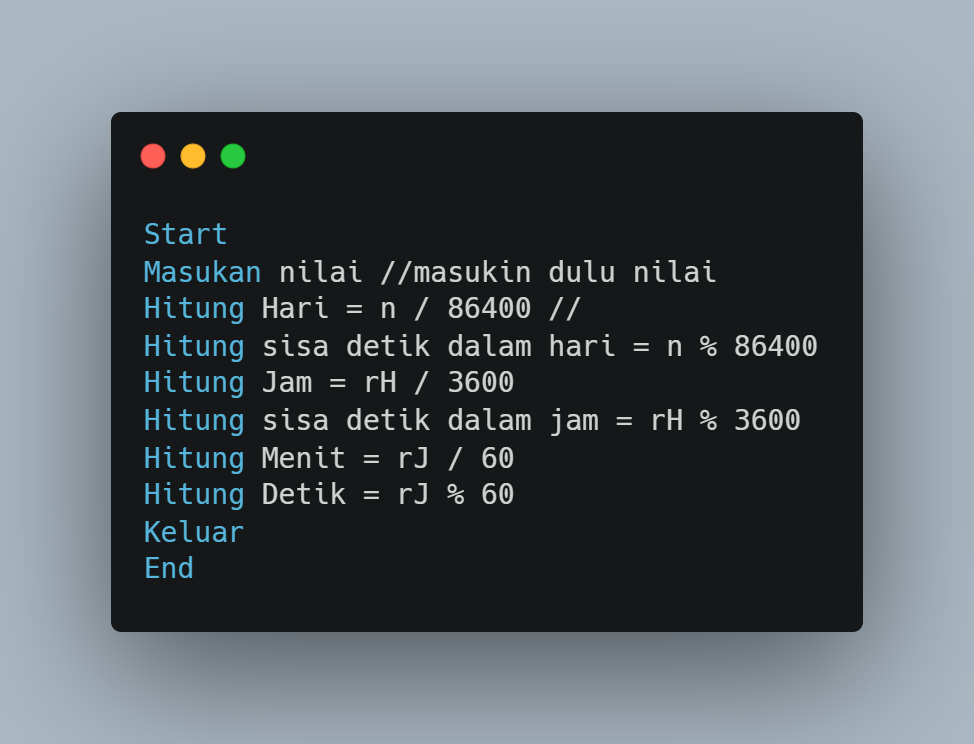 Start
Masukan nilai //masukin dulu nilai
Hitung Hari = n / 86400 //
Hitung sisa detik dalam hari = n % 86400
Hitung Jam = rH / 3600
Hitung sisa detik dalam jam = rH % 3600
Hitung Menit = rJ / 60
Hitung Detik = rJ % 60
Keluar
End